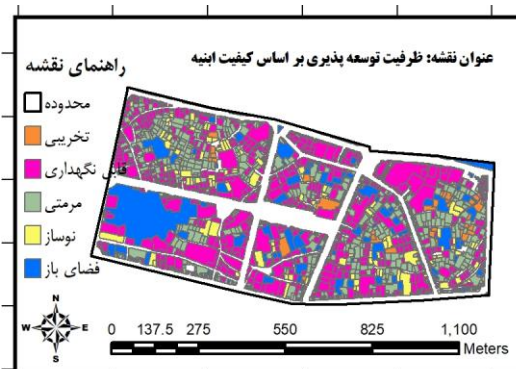 عنوان نقشه: ظرفیت توسعه پذیری بر اساس کیفیت ابنیه
راهنمای نقشه
محدوده
تخریبی
قابل نگهداری
مرمتی
نوساز
فضای باز
N
W E
S
0 137.5 275 550 825 1,100
Meters